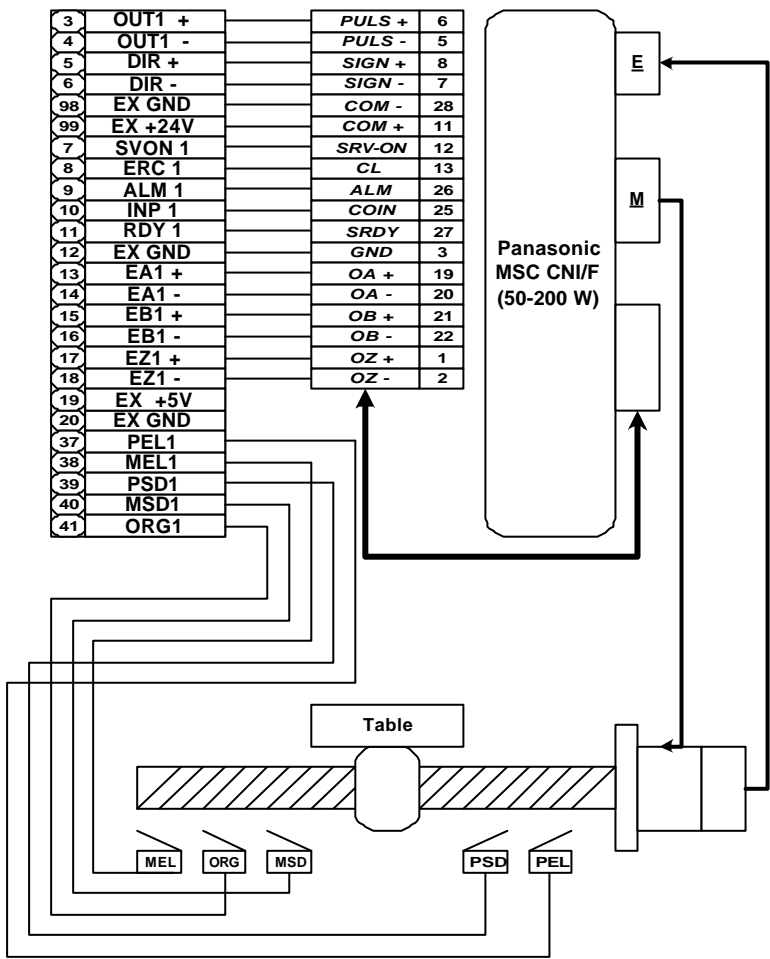 3 OUT1 + PULS + 6
4 OUT1 - PULS - 5
5 DIR + SIGN + 8
6 DIR - SIGN - 7
98 EX GND COM - 28
99 EX +24V COM + 11
7 SVON 1 SRV-ON 12
8 ERC 1 CL 13
9 ALM 1 ALM 26
10 INP 1 COIN 25
11 RDY 1 SRDY 27
12 EX GND GND 3
13 EA1 + OA + 19
14 EA1 - OA - 20
15 EB1 + OB + 21
16 EB1 - OB - 22
17 EZ1 + OZ + 1
18 EZ1 - OZ - 2
19 EX +5V
20 EX GND
37 PEL1
38 MEL1
39 PSD1
40 MSD1
41 ORG1
E
M
Panasonic
MSC CNI/F
(50-200 W)
Table
MEL ORG MSD PSD PEL